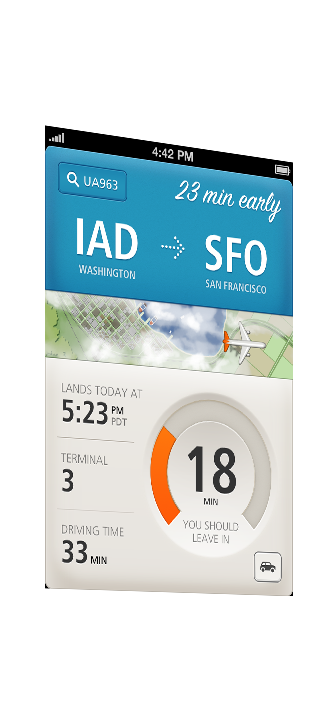 4:42 PM
UA963
23 min early
IAD
SFO
WASHINGTON
SAN FRANCISCO
LANDS TODAY AT
5:23 PM PDT
TERMINAL
3
DRIVING TIME
33 MIN
18
MIN
YOU SHOULD
LEAVE IN